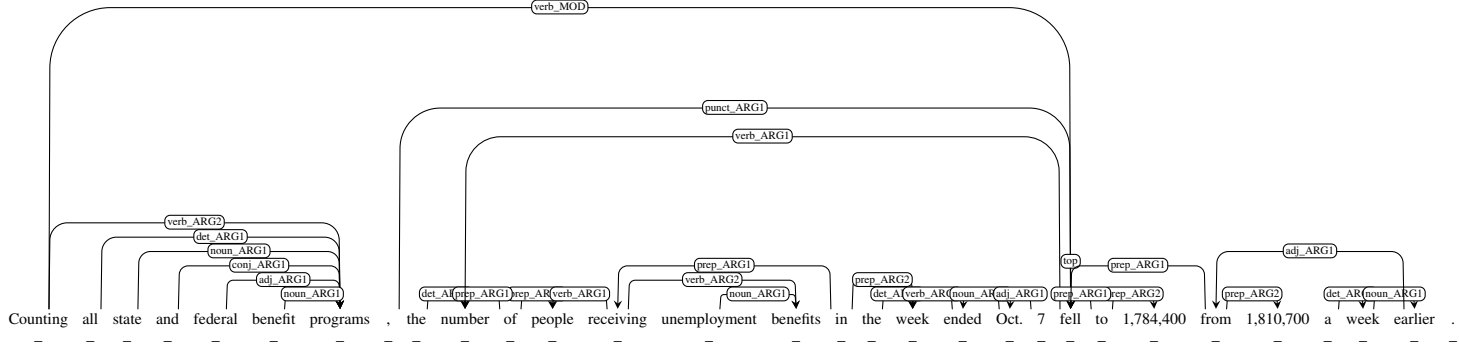 verb_MOD
punct_ARG1
verb_ARG1
verb_ARG2
det_ARG1
noun_ARG1 adj_ARG1
conj_ARG1 prep_ARG1 top prep_ARG1
adj_ARG1 verb_ARG2 prep_ARG2
noun_ARG1 prep_ARG1 verb_ARG1 noun_ARG1 adj_ARG1 prep_ARG1 prep_ARG2 noun_ARG1
Counting all state and federal benefit programs , the number of people receiving unemployment benefits in the week ended Oct. 7 fell to 1,784,400 from 1,810,700 a week earlier .